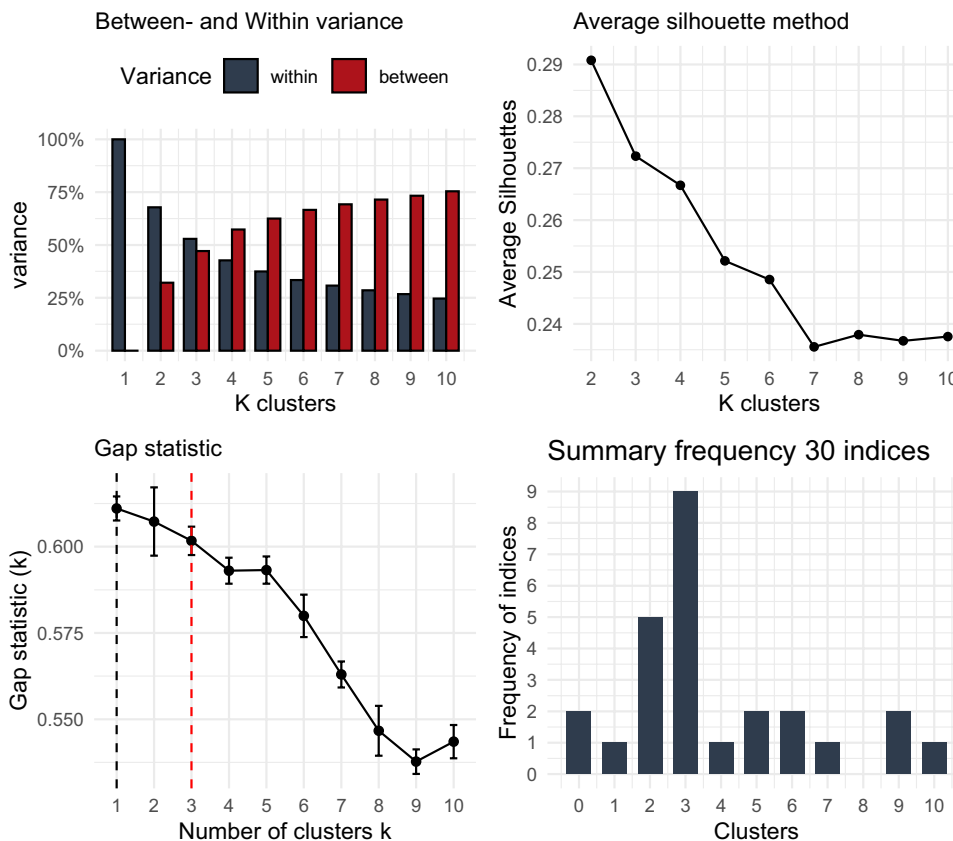 Between- and Within variance
Variance within between
100%
75%
50%
25%
0%
variance
1 2 3 4 5 6 7 8 9 10
K clusters
Average silhouette method
0.29
0.28
0.27
0.26
0.25
0.24
Average Silhouettes
2 3 4 5 6 7 8 9 10
K clusters
Gap statistic
0.600
0.575
0.550
Gap statistic (k)
1 2 3 4 5 6 7 8 9 10
Number of clusters k
Summary frequency 30 indices
9
8
7
6
5
4
3
2
1
0
Frequency of indices
0 1 2 3 4 5 6 7 9 10
Clusters